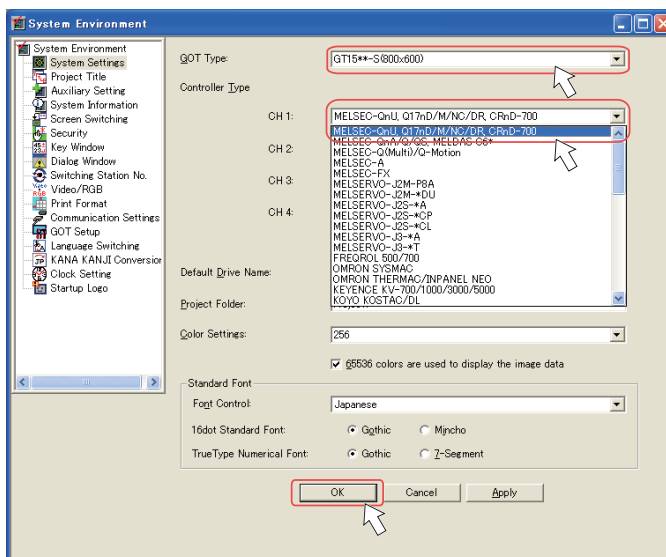 System Environment
System Environment
System Settings
Project Title
Auxiliary Setting
System Information
Screen Switching
Security
Key Window
Dialog Window
Switching Station No.
Video/RGB
Print Format
Communication Settings
GOT Setup
Language Switching
KANA KANJI Conversior
Clock Setting
Startup Logo
GOT Type:
GT15**-S(800x600)
Controller Type
CH 1:
MELSEC-QnU, Q17nD/M/NC/DR, CRnD-700
MELSEC-QnU, Q17nD/M/NC/DR, CRnD-700
MELSEC-QnA/Q/QS, MELDAS C6*
MELSEC-Q(Multi)/Q-Motion
MELSEC-A
MELSEC-FX
MELSERVO-J2M-P8A
MELSERVO-J2M-*DU
MELSERVO-J2S-*A
MELSERVO-J2S-*CP
MELSERVO-J2S-*CL
MELSERVO-J3-*A
MELSERVO-J3-*T
FREQROL 500/700
OMRON SYSMAC
OMRON THERMAC/INPANEL NEO
KEYENCE KV-700/1000/3000/5000
KOYO KOSTAC/DL
CH 2:
CH 3:
CH 4:
Default Drive Name:
Project Folder:
Color Settings:
256
65536 colors are used to display the image data
Standard Font
Font Control:
Japanese
16dot Standard Font:
Gothic
Mincho
TrueType Numerical Font:
Gothic
7-Segment
OK
Cancel
Apply